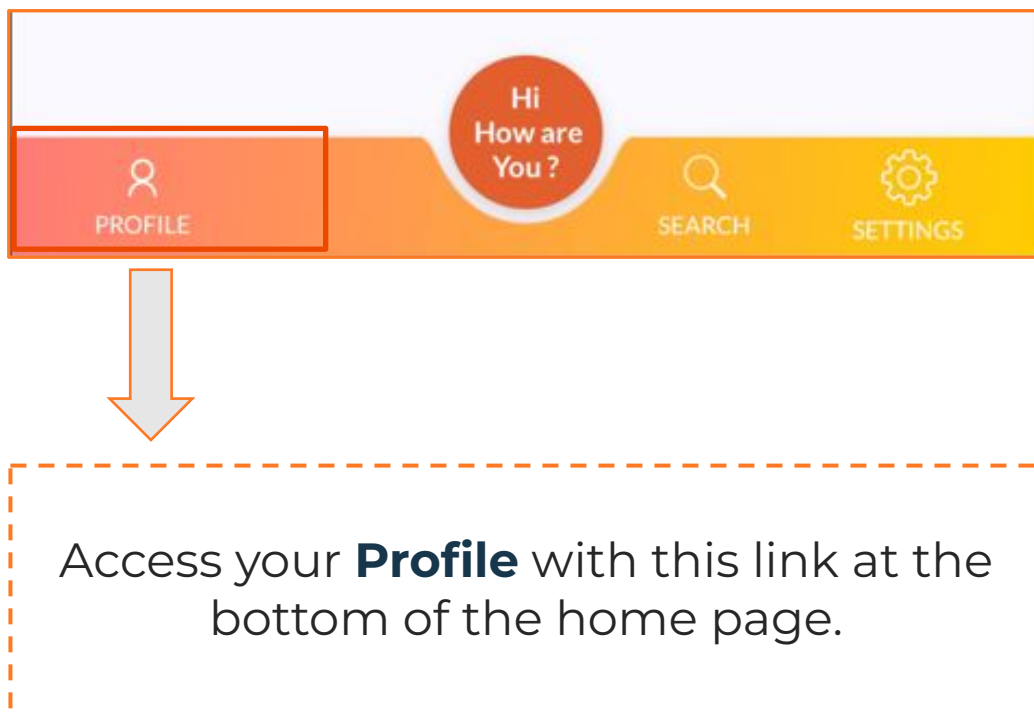 Hi
How are
You ?
PROFILE
SEARCH
SETTINGS
Access your Profile with this link at the
bottom of the home page.